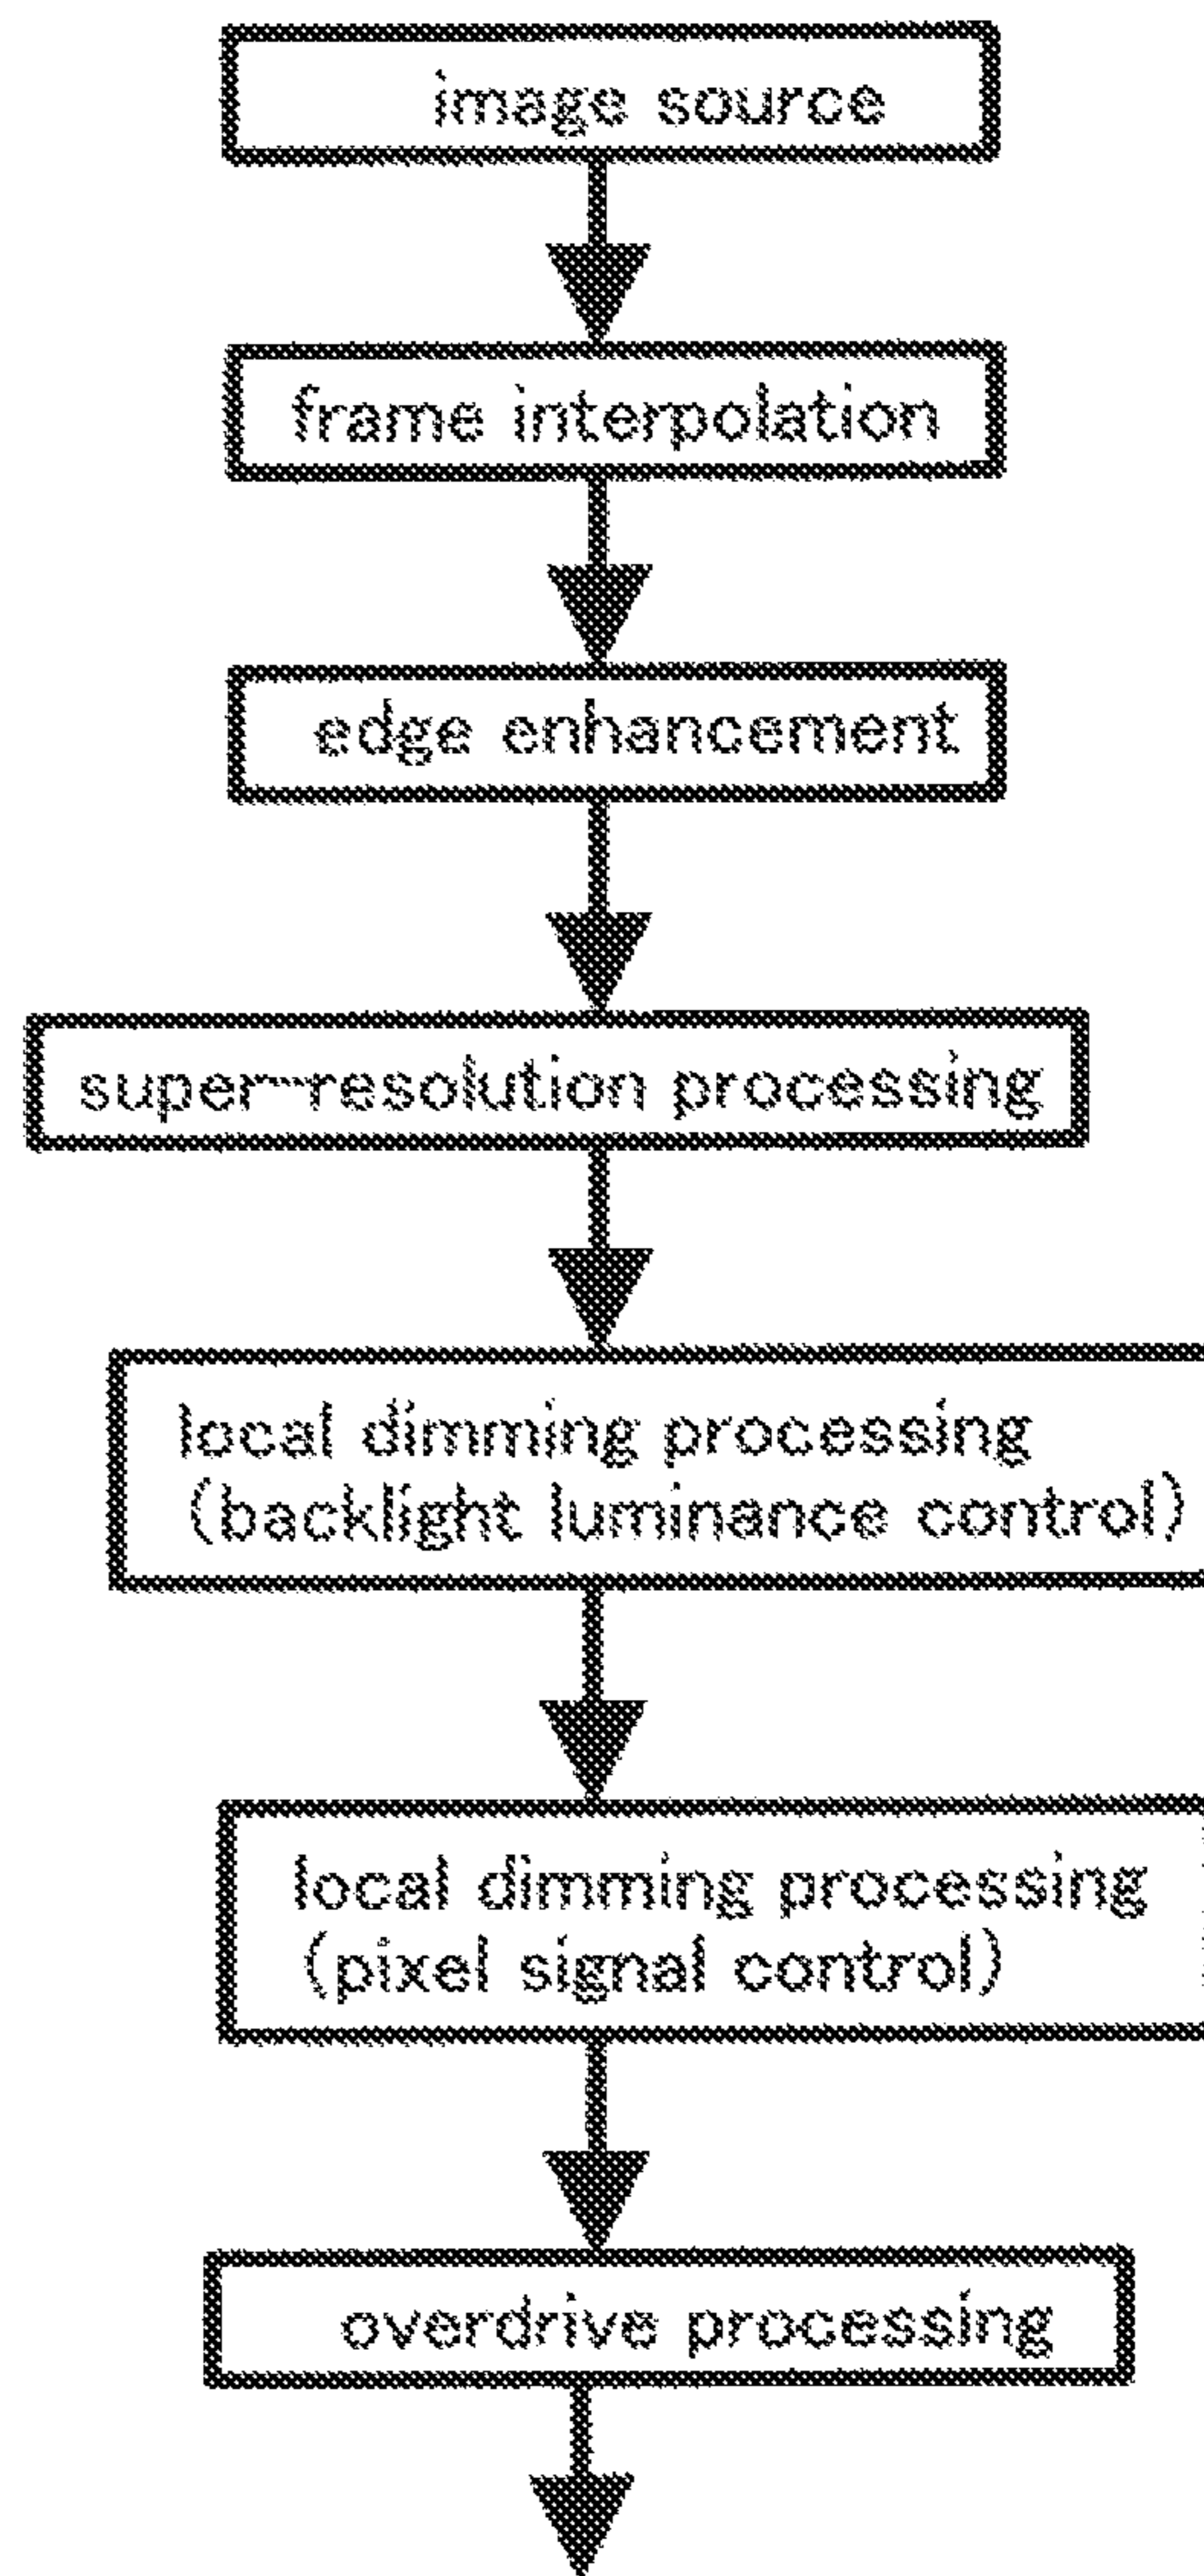 image source
frame interpolation
edge enhancement
super-resolution processing
local dimming processing
(backlight luminance control)
local dimming processing
(pixel signal control)
overdrive processing